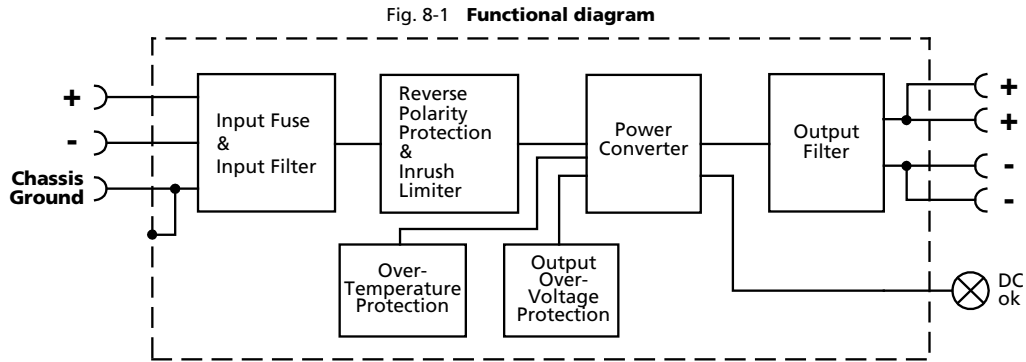 Fig. 8-1 Functional diagram
+
-
Chassis
Ground
Input Fuse
&
Input Filter
Reverse
Polarity
Protection
&
Inrush
Limiter
Power
Converter
Output
Filter
+
+
-
-
Over-
Temperature
Protection
Output
Over-
Voltage
Protection
DC
ok